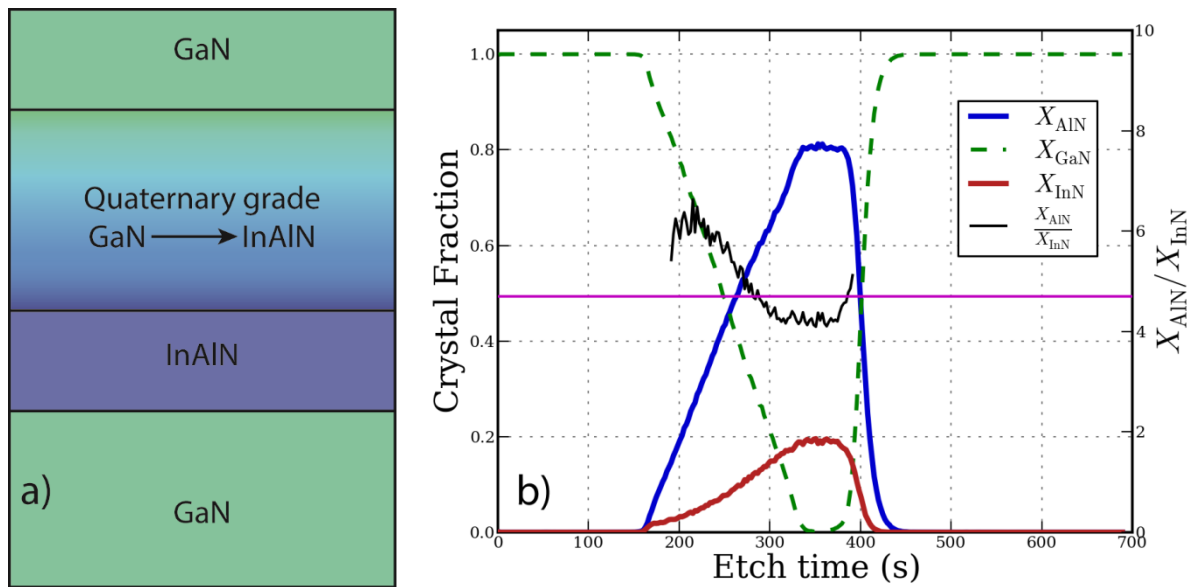 GaN
Quaternary grade
GaN → InAlN
InAlN
a)
GaN
Crystal Fraction
1.0
0.8
0.6
0.4
0.2
0.0
b)
X_AlN
X_GaN
X_InN
X_AlN/X_InN
10
8
6
4
2
0
X_AlN/X_InN
0 100 200 300 400 500 600 700
Etch time (s)